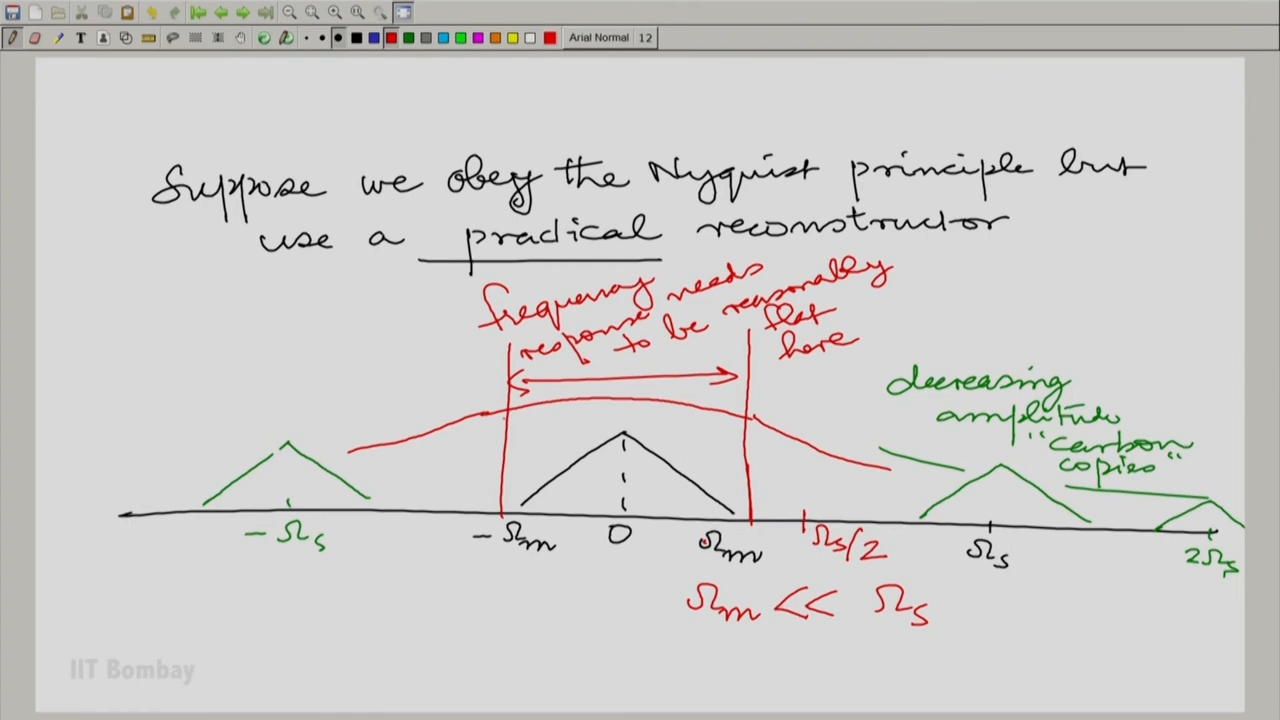 Arial Normal 12
Suppose we obey the Nyquist principle but
use a practical reconstructor
frequency needs
response to be reasonably
flat
here
decreasing
amplitude
"carbon
copies"
-Ωs
-Ωm
0
Ωm
Ωs/2
Ωs
2Ωs
Ωm << Ωs
IIT Bombay